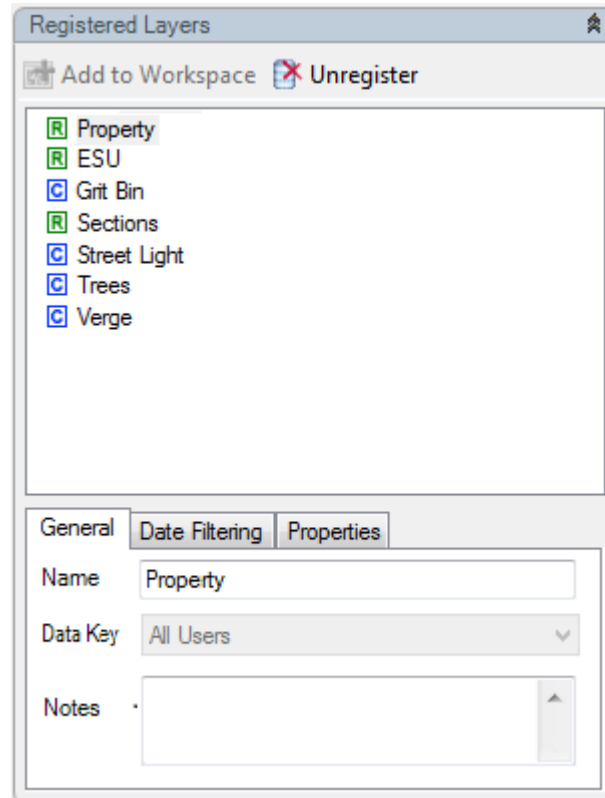 Registered Layers
Add to Workspace Unregister
R Property
R ESU
C Grit Bin
R Sections
C Street Light
C Trees
C Verge
General Date Filtering Properties
Name Property
Data Key All Users
Notes